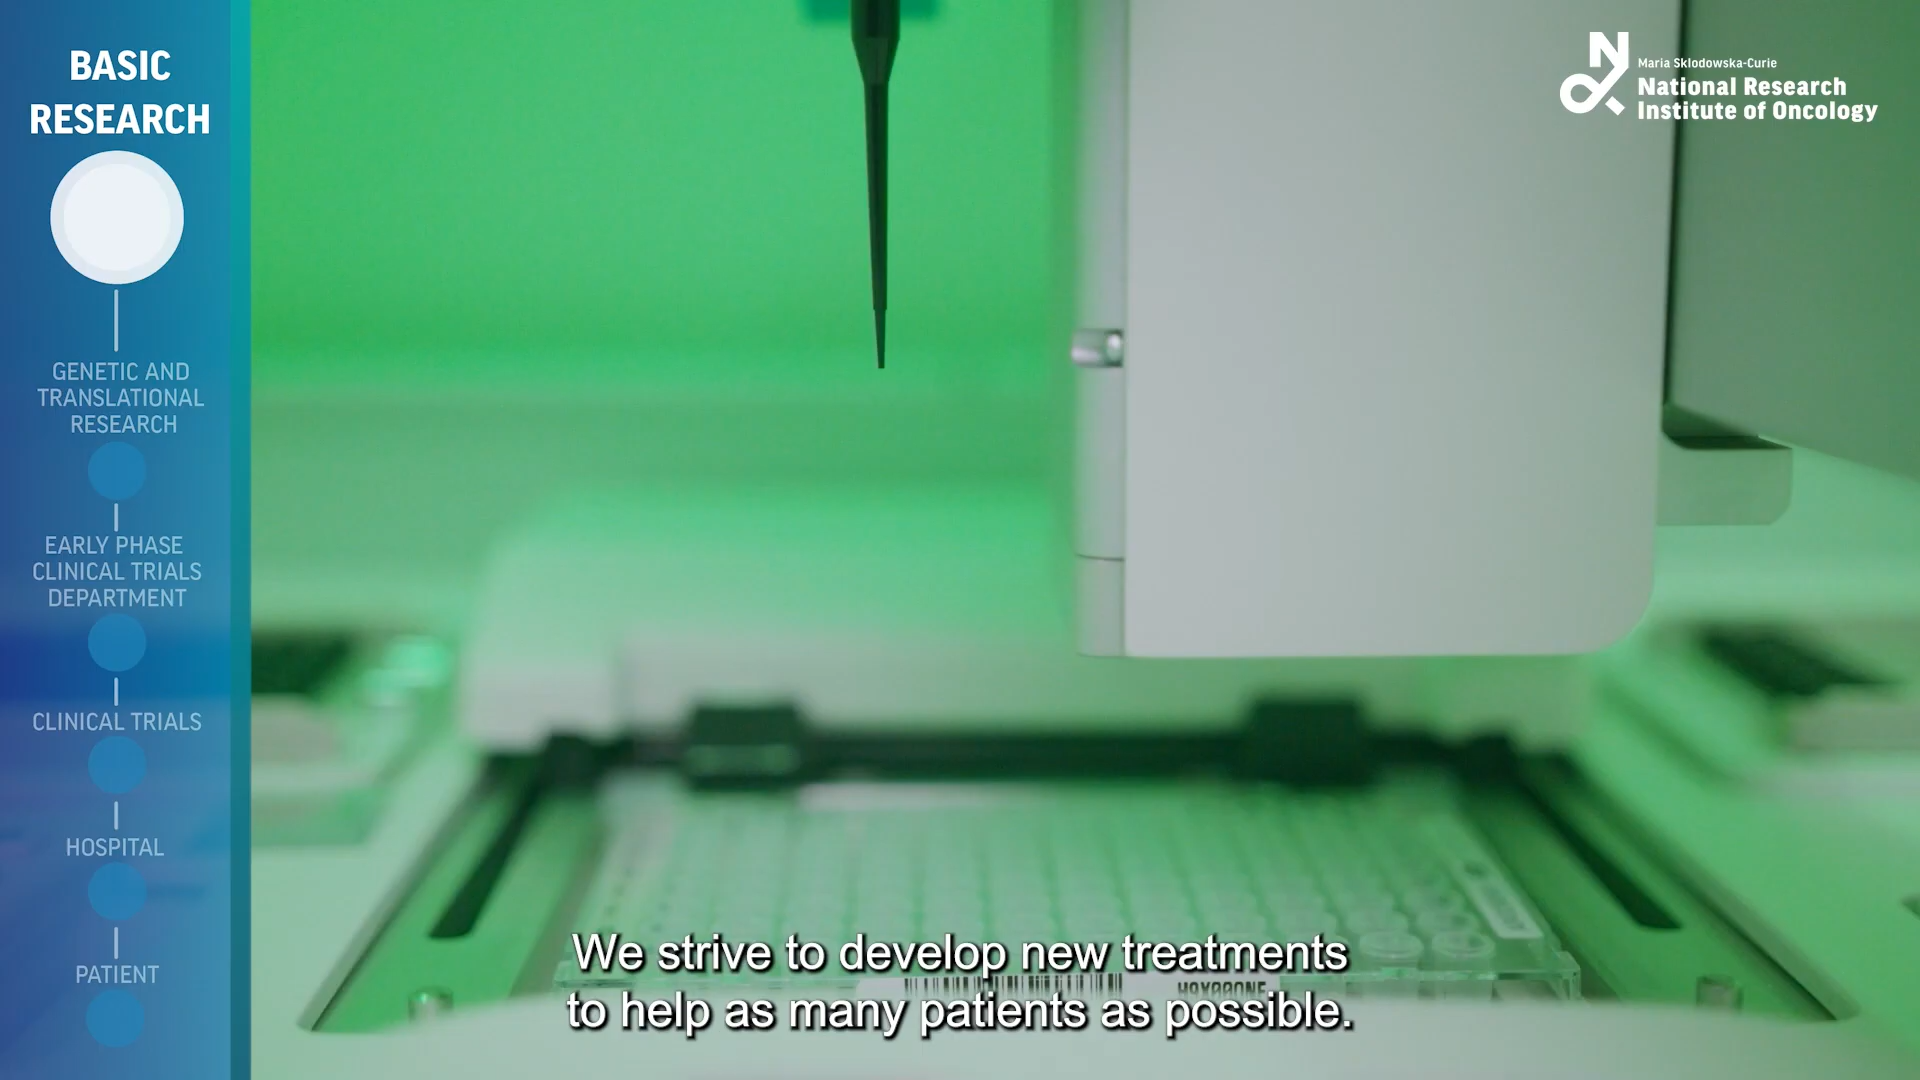 BASIC
RESEARCH
GENETIC AND
TRANSLATIONAL
RESEARCH
EARLY PHASE
CLINICAL TRIALS
DEPARTMENT
CLINICAL TRIALS
HOSPITAL
PATIENT
Maria Sklodowska-Curie
National Research
Institute of Oncology
We strive to develop new treatments
to help as many patients as possible.